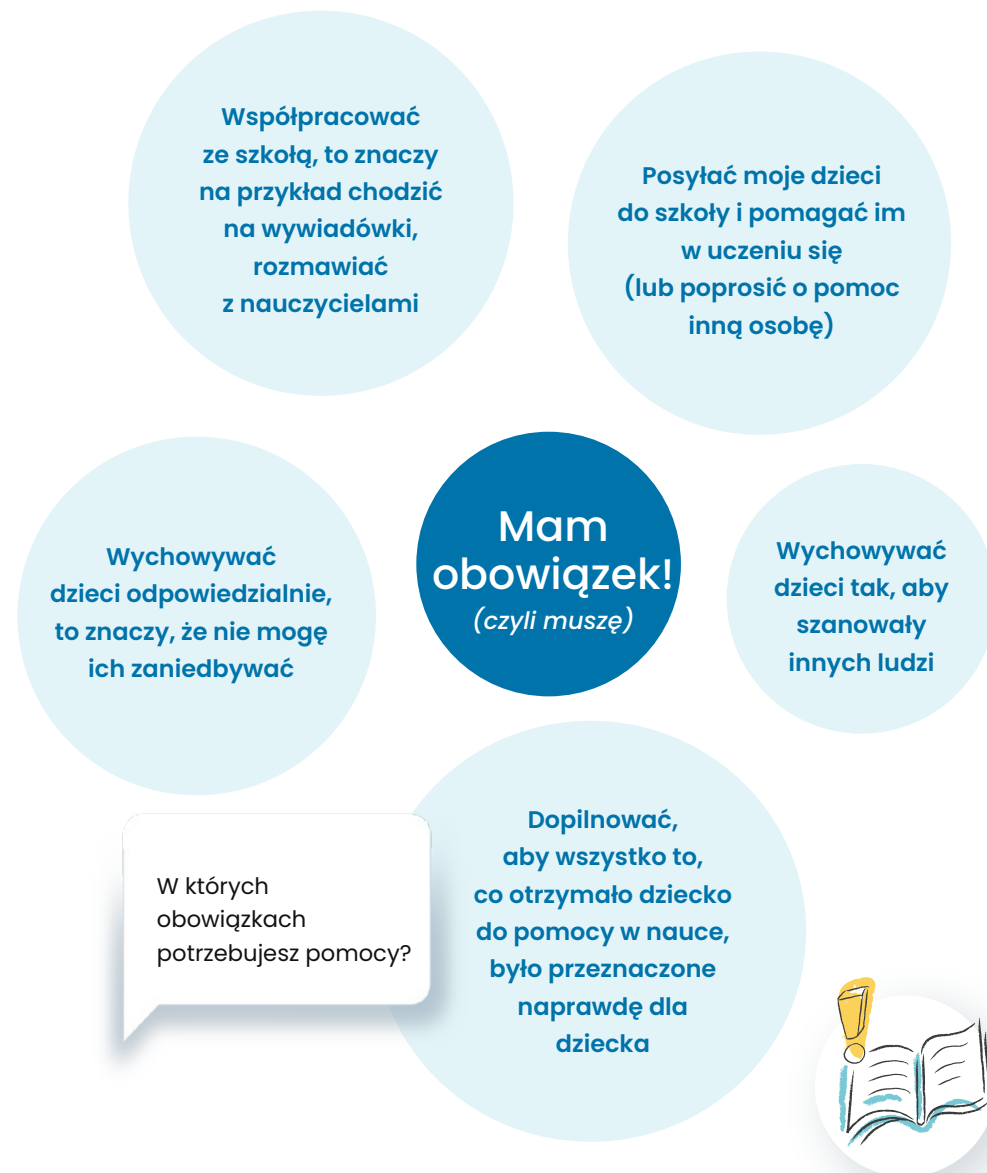 Współpracować
ze szkołą, to znaczy
na przykład chodzić
na wywiadówki,
rozmawiać
z nauczycielami
Posyłać moje dzieci
do szkoły i pomagać im
w uczeniu się
(lub poprosić o pomoc
inną osobę)
Mam
obowiązek!
(czyli muszę)
Wychowywać
dzieci odpowiedzialnie,
to znaczy, że nie mogę
ich zaniedbywać
Wychowywać
dzieci tak, aby
szanowały
innych ludzi
W których
obowiązkach
potrzebujesz pomocy?
Dopilnować,
aby wszystko to,
co otrzymało dziecko
do pomocy w nauce,
było przeznaczone
naprawdę dla
dziecka